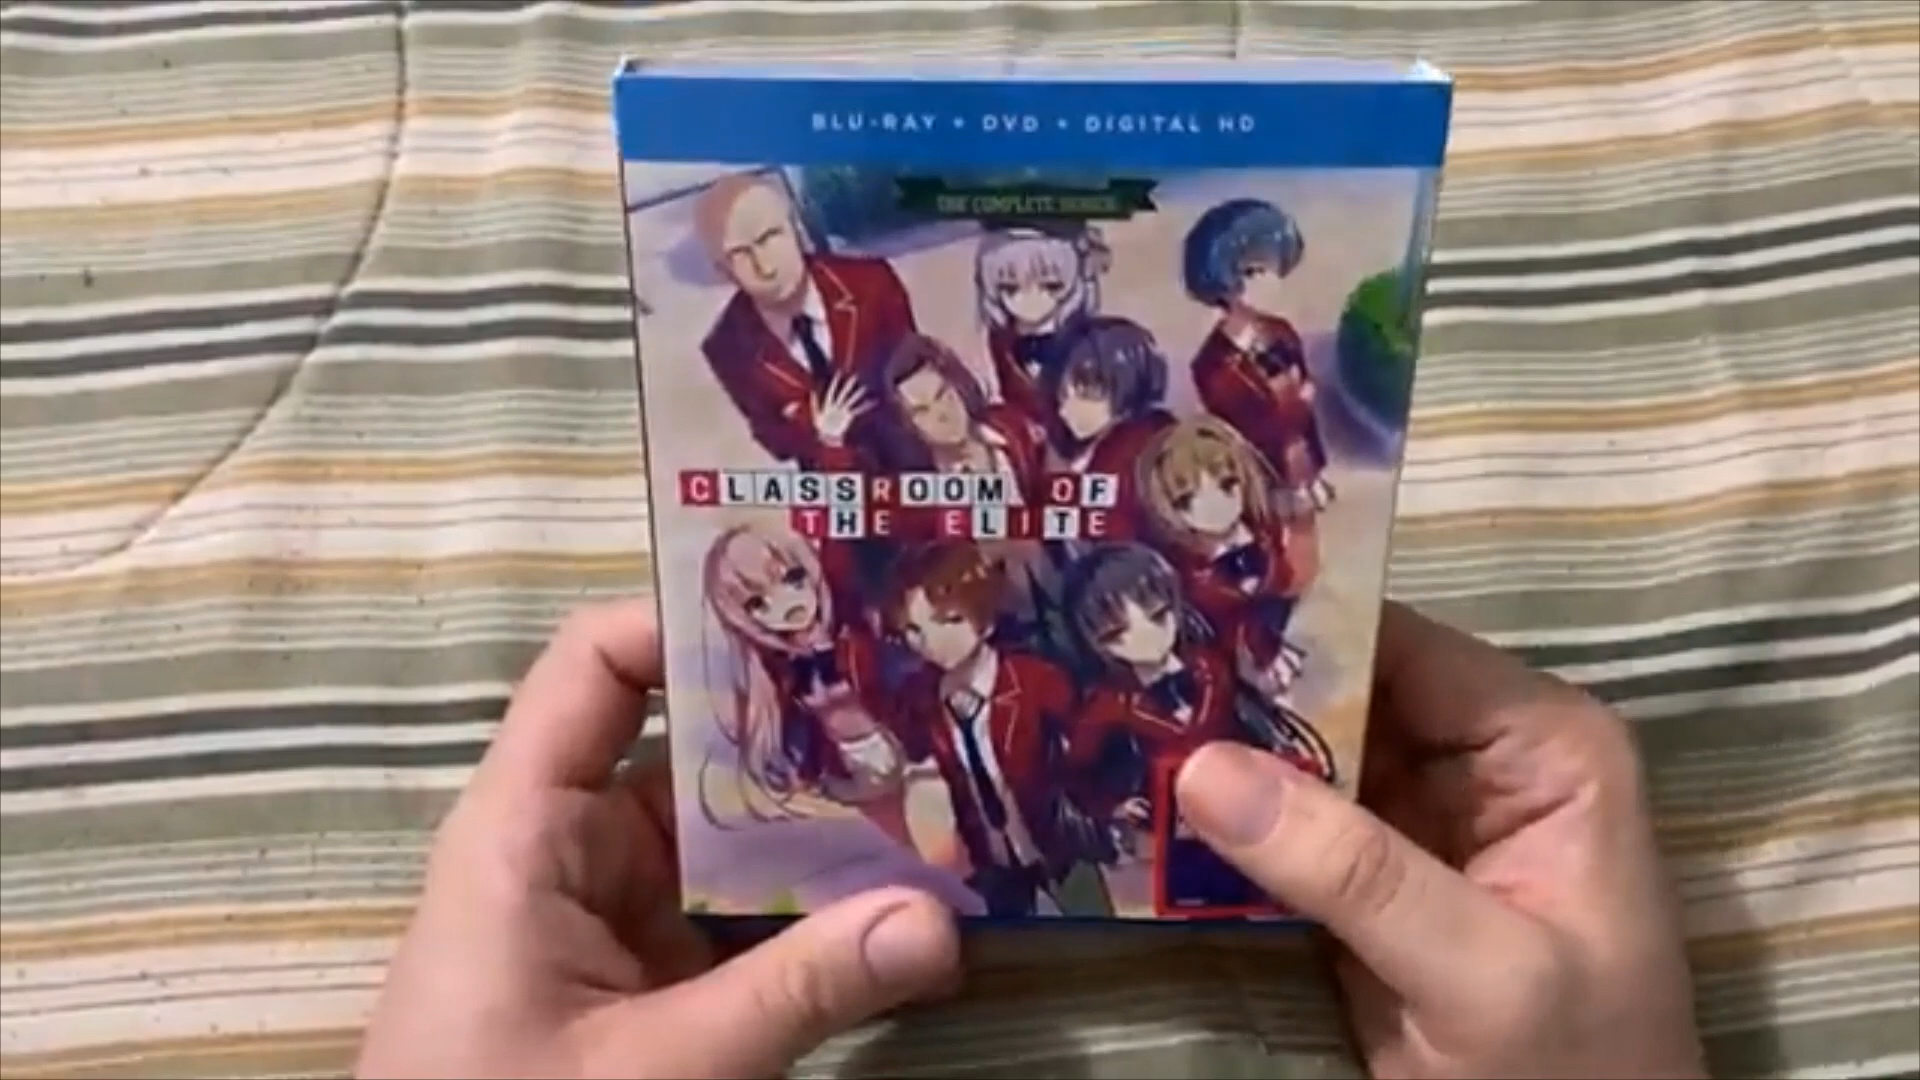 BLU-RAY + DVD + DIGITAL HD
THE COMPLETE SERIES
CLASSROOM OF
THE ELITE